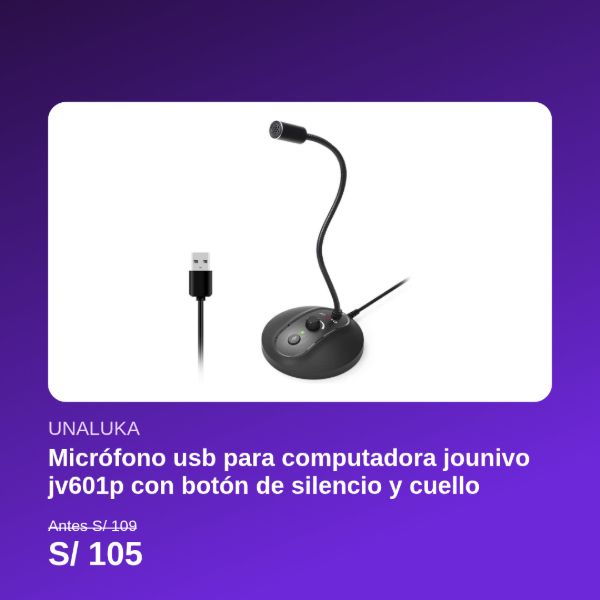 UNALUKA
Micrófono usb para computadora jounivo
jv601p con botón de silencio y cuello
Antes S/ 109
S/ 105